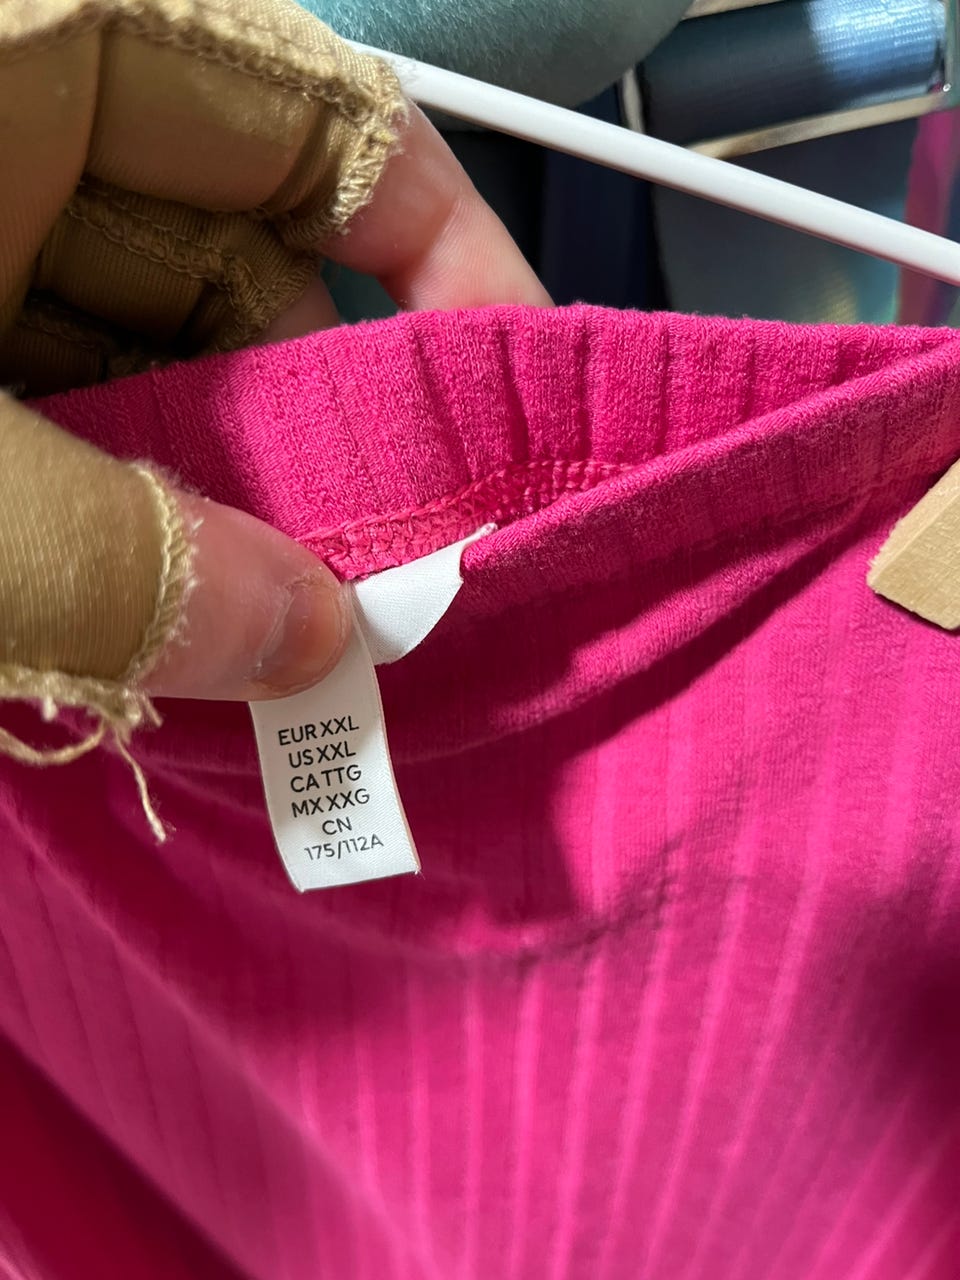 EUR XXL
US XXL
CA TTG
MX XXG
CN
175/112A